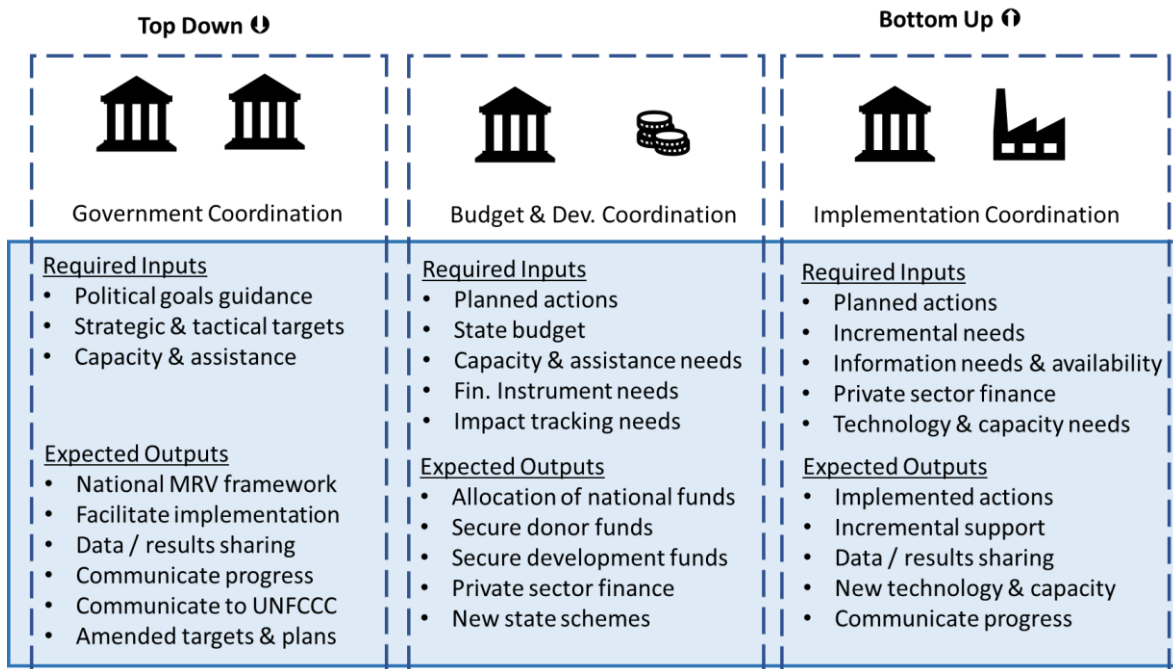 Top Down ⮋
Bottom Up ⮉
Government Coordination
Required Inputs
• Political goals guidance
• Strategic & tactical targets
• Capacity & assistance
Expected Outputs
• National MRV framework
• Facilitate implementation
• Data / results sharing
• Communicate progress
• Communicate to UNFCCC
• Amended targets & plans
Budget & Dev. Coordination
Required Inputs
• Planned actions
• State budget
• Capacity & assistance needs
• Fin. Instrument needs
• Impact tracking needs
Expected Outputs
• Allocation of national funds
• Secure donor funds
• Secure development funds
• Private sector finance
• New state schemes
Implementation Coordination
Required Inputs
• Planned actions
• Incremental needs
• Information needs & availability
• Private sector finance
• Technology & capacity needs
Expected Outputs
• Implemented actions
• Incremental support
• Data / results sharing
• New technology & capacity
• Communicate progress